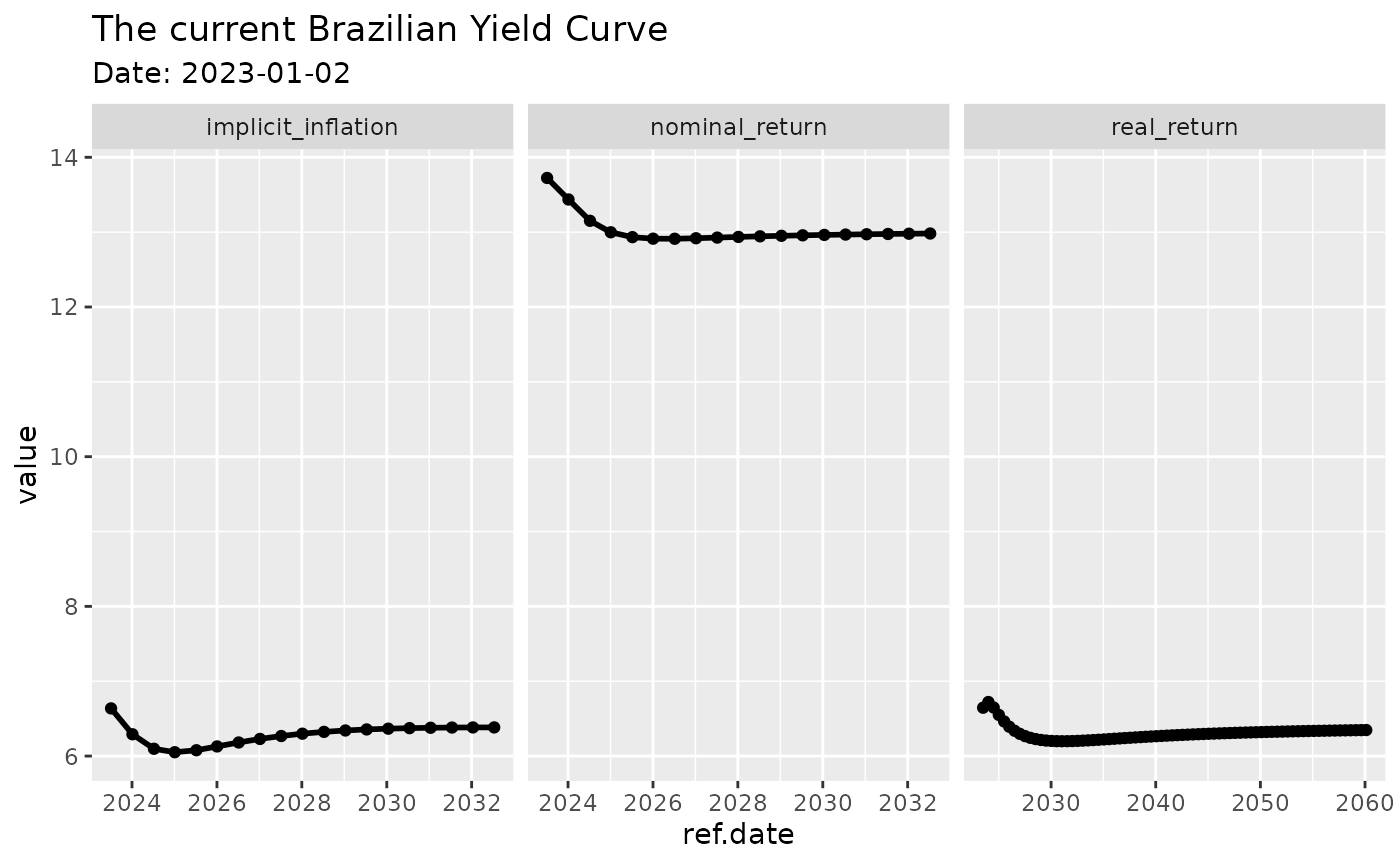 The current Brazilian Yield Curve
Date: 2023-01-02
implicit_inflation
nominal_return
real_return
value
14
12
10
8
6
2024 2026 2028 2030 2032
2024 2026 2028 2030 2032
2030 2040 2050 2060
ref.date